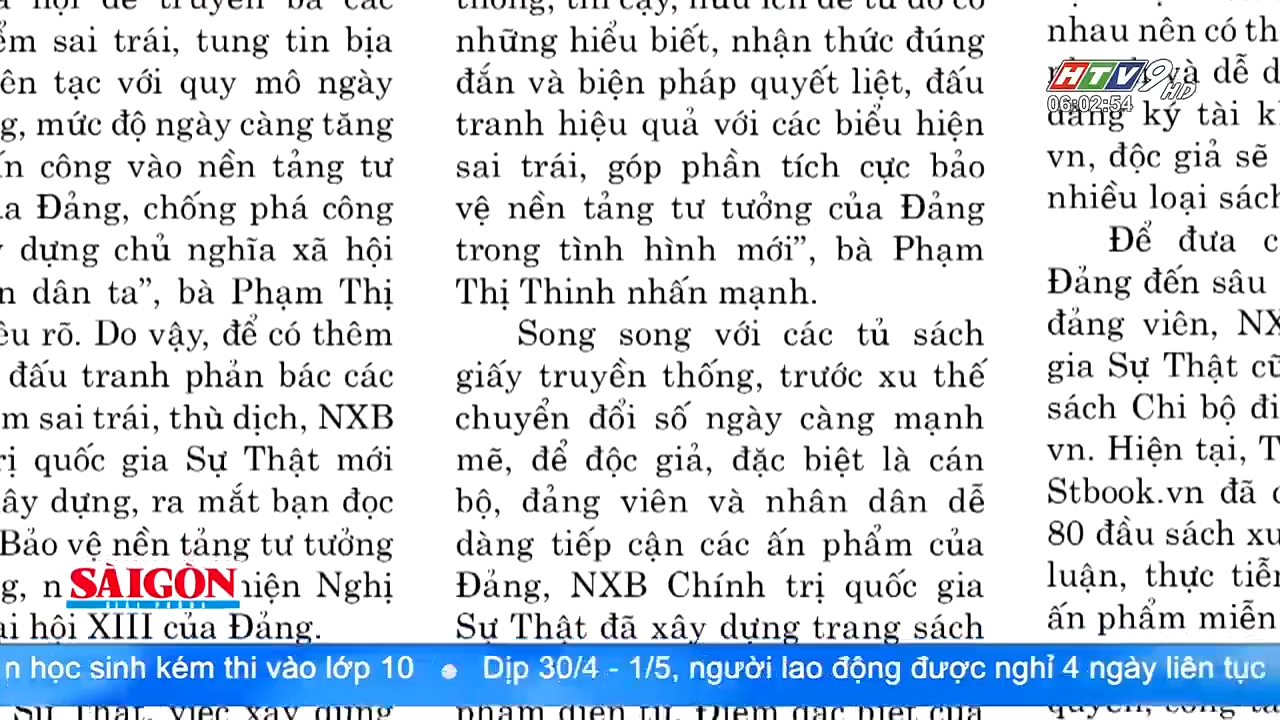 ểm sai trái, tung tin bịa
ên tạc với quy mô ngày
g, mức độ ngày càng tăng
công vào nền tảng tư
Đảng, chống phá công
dựng chủ nghĩa xã hội
n dân ta”, bà Phạm Thị
êu rõ. Do vậy, để có thêm
đấu tranh phản bác các
m sai trái, thù dịch, NXB
rị quốc gia Sự Thật mới
ây dựng, ra mắt bạn đọc
Bảo vệ nền tảng tư tưởng
g, n
hiện Nghị
ại hội XIII của Đảng.
những hiểu biết, nhận thức đúng
đắn và biện pháp quyết liệt, đấu
tranh hiệu quả với các biểu hiện
sai trái, góp phần tích cực bảo
vệ nền tảng tư tưởng của Đảng
trong tình hình mới”, bà Phạm
Thị Thinh nhấn mạnh.
Song song với các tủ sách
giấy truyền thống, trước xu thế
chuyển đổi số ngày càng mạnh
mẽ, để độc giả, đặc biệt là cán
bộ, đảng viên và nhân dân dễ
dàng tiếp cận các ấn phẩm của
Đảng, NXB Chính trị quốc gia
Sự Thật đã xây dựng trang sách
nhau nên có th
và dễ d
đăng ký tài k
vn, độc giả sẽ
nhiều loại sách
Để đưa c
Đảng đến sâu
đảng viên, NX
gia Sự Thật cũ
sách Chi bộ đi
vn. Hiện tại, T
Stbook.vn đã
80 đầu sách xu
luận, thực tiễn
ấn phẩm miễn
HTV9 HD
06:02:54
SÀI GÒN
GIẢI PHÓNG
n học sinh kém thi vào lớp 10 • Dịp 30/4 - 1/5, người lao động được nghỉ 4 ngày liên tục